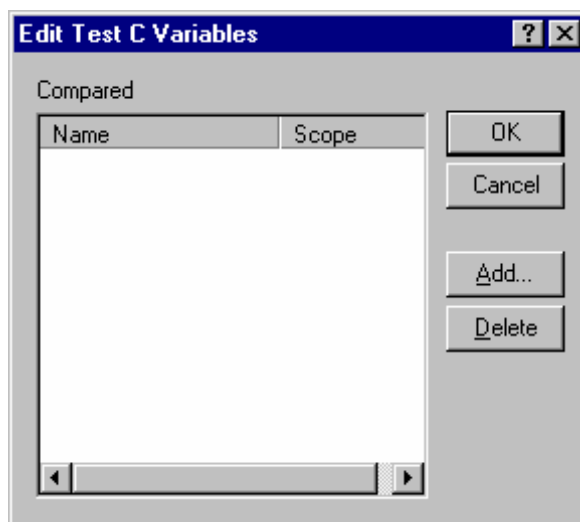 Edit Test C Variables ?
Compared
Name Scope
OK
Cancel
Add...
Delete